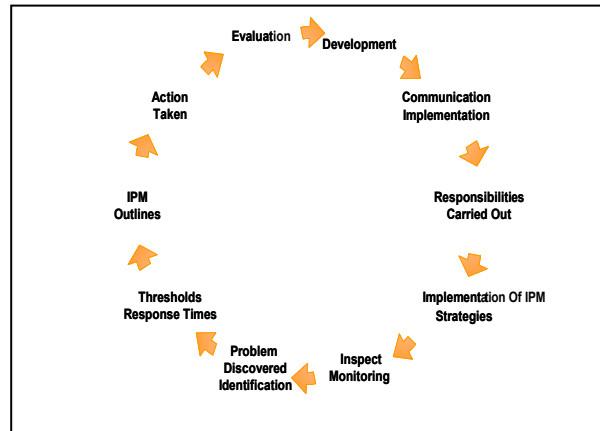 Evaluation
Development
Communication
Implementation
Responsibilities
Carried Out
Implementation Of IPM
Strategies
Inspect
Monitoring
Problem
Discovered
Identification
Thresholds
Response Times
IPM
Outlines
Action
Taken